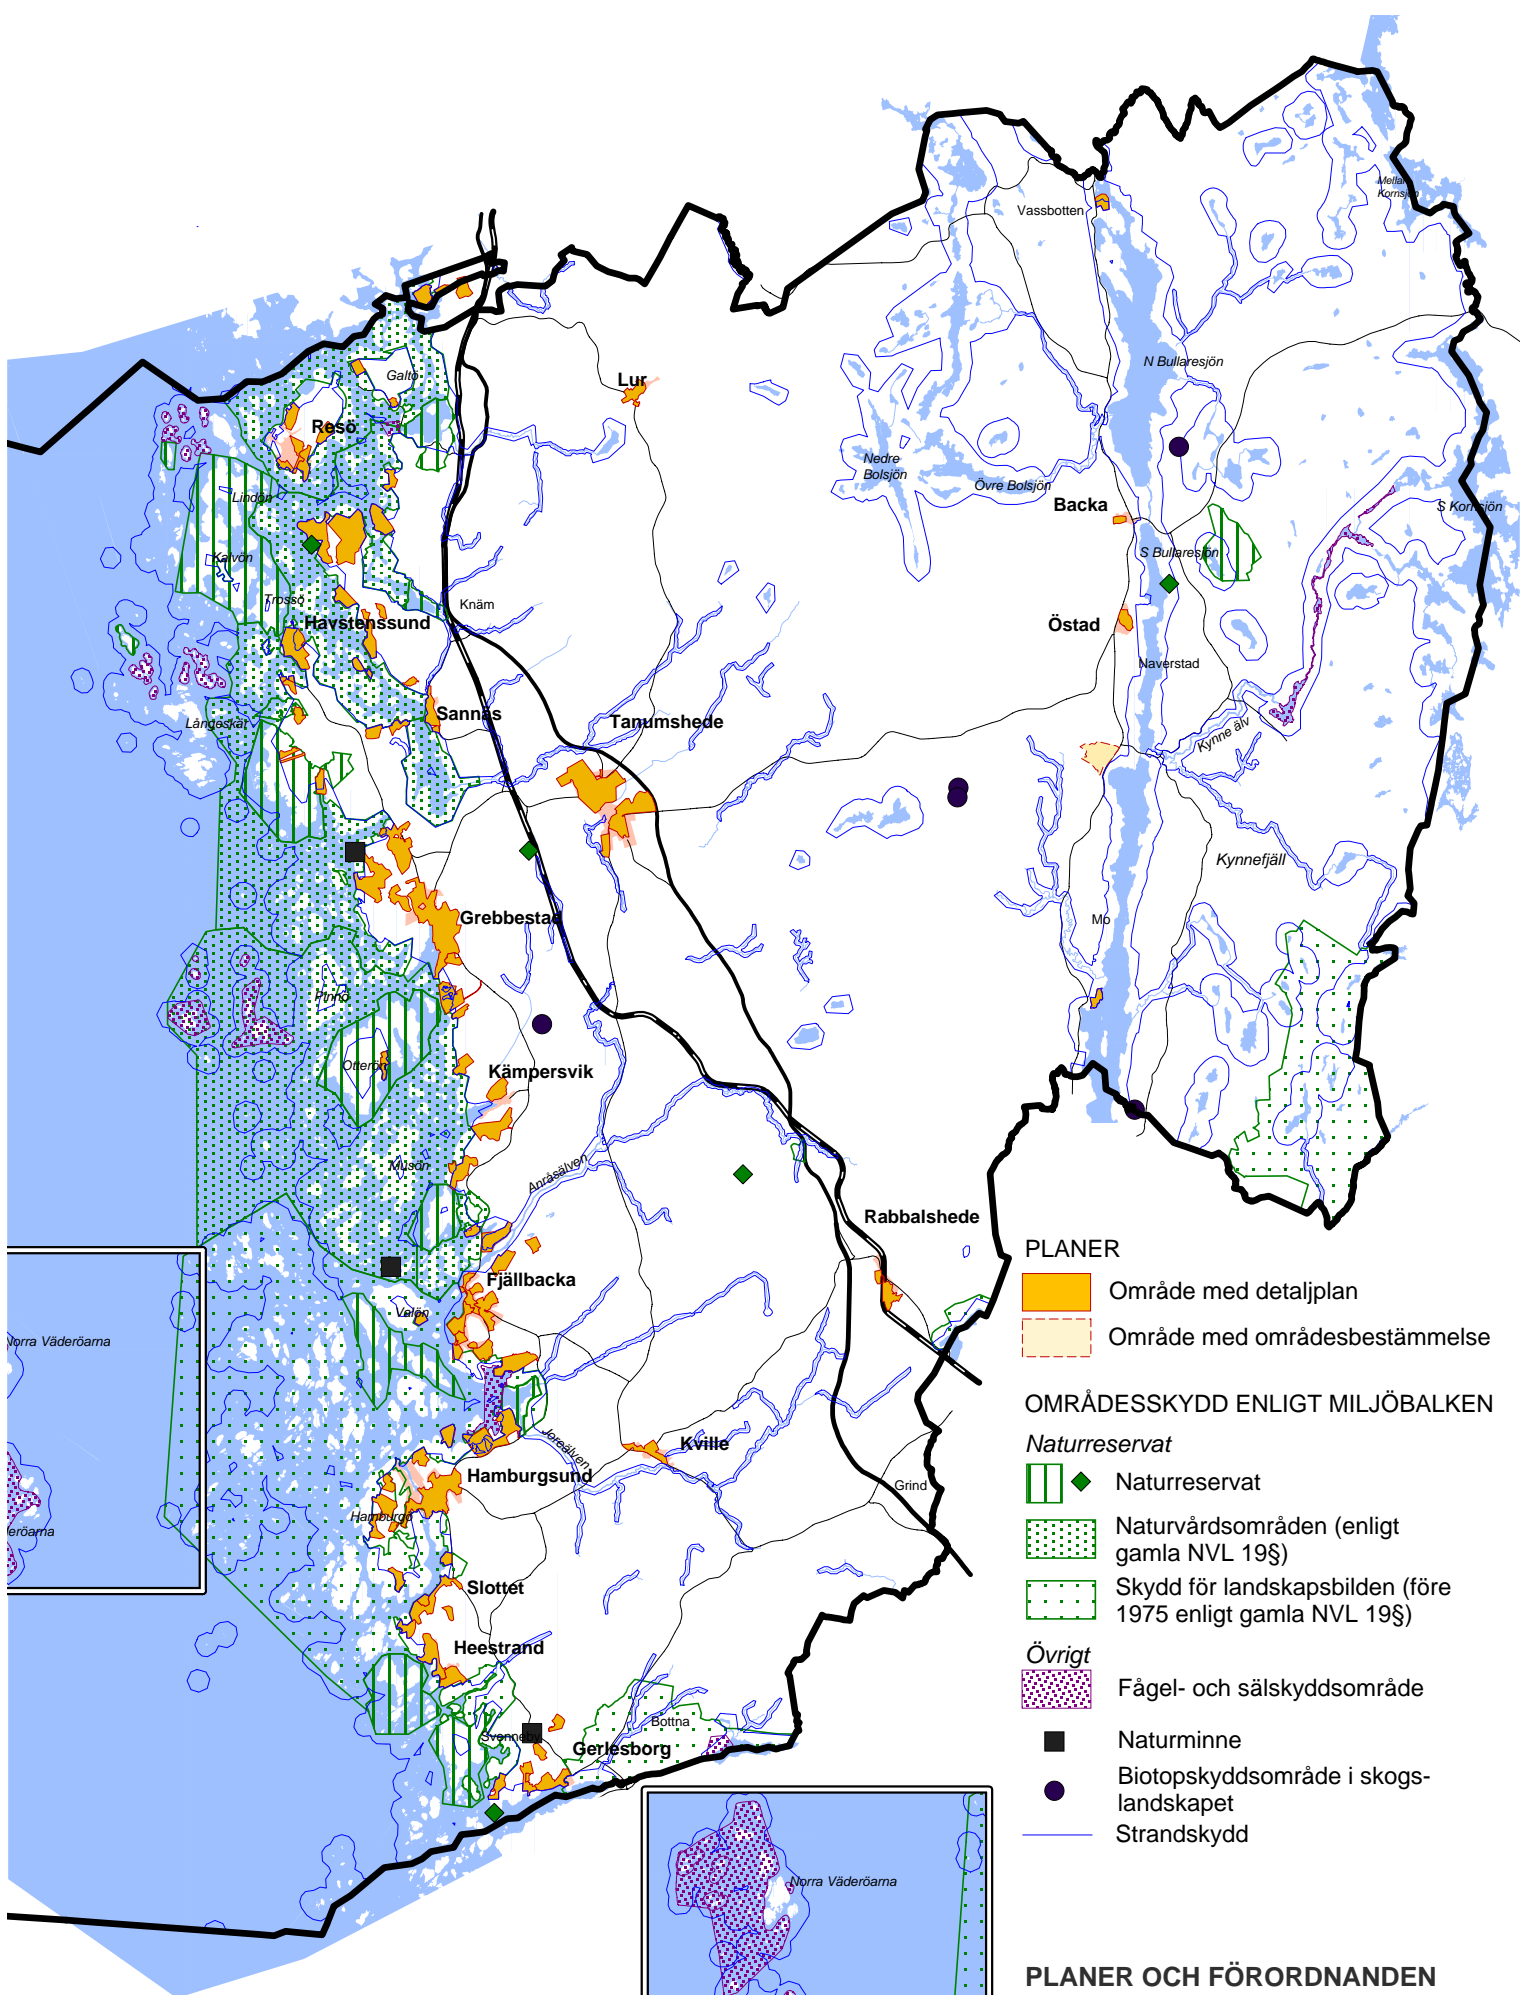 Vassbotten
Mellan
Kornsjön
N Bullaresjön
Galtö
Lur
Resö
Nedre
Bolsjön
Övre Bolsjön
Lindön
Backa
S Kornsjön
Kalvön
S Bullaresjön
Trossö
Knäm
Havstenssund
Östad
Naverstad
Långeskär
Sannäs
Tanumshede
Kynne älv
Kynnefjäll
Grebbestad
Mo
Pinnö
Otterön
Kämpersvik
Musön
Anråsälven
Rabbalshede
Fjällbacka
Valön
Norra Väderöarna
Joreälven
Kville
Hamburgsund
Grind
Hamburgö
eröarna
Slottet
Heestrand
Bottna
Svenneby
Gerlesborg
Norra Väderöarna
PLANER
Område med detaljplan
Område med områdesbestämmelse
OMRÅDESSKYDD ENLIGT MILJÖBALKEN
Naturreservat
Naturreservat
Naturvårdsområden (enligt
gamla NVL 19§)
Skydd för landskapsbilden (före
1975 enligt gamla NVL 19§)
Övrigt
Fågel- och sälskyddsområde
Naturminne
Biotopskyddsområde i skogs-
landskapet
Strandskydd
PLANER OCH FÖRORDNANDEN